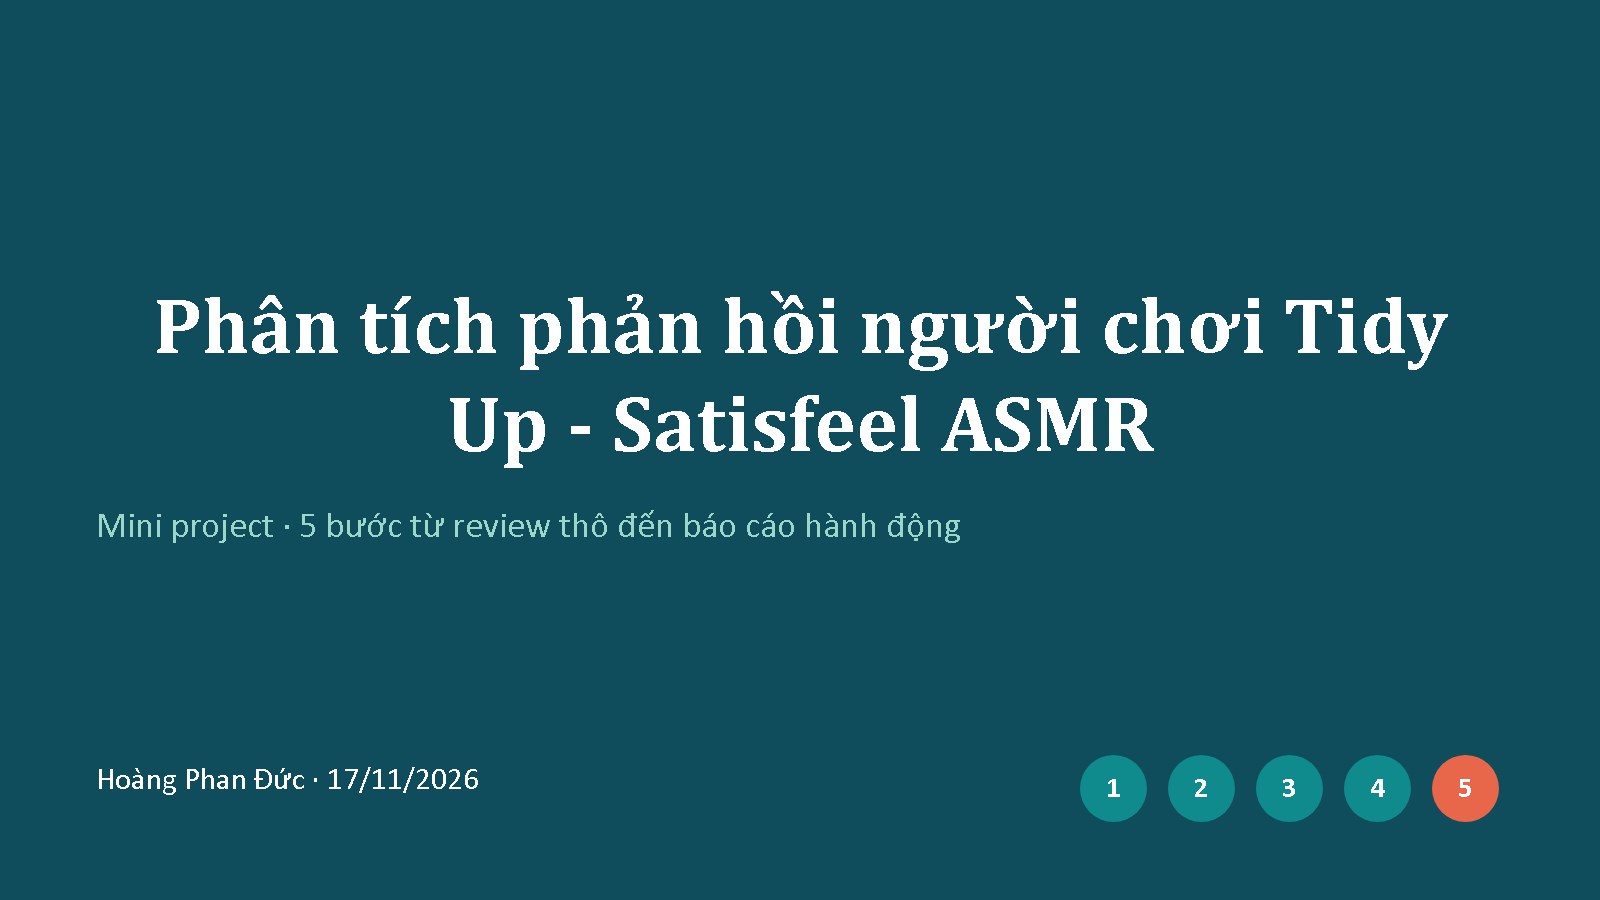 Phân tích phản hồi người chơi Tidy
Up - Satisfeel ASMR
Mini project · 5 bước từ review thô đến báo cáo hành động
Hoàng Phan Đức · 17/11/2026
1 2 3 4 5